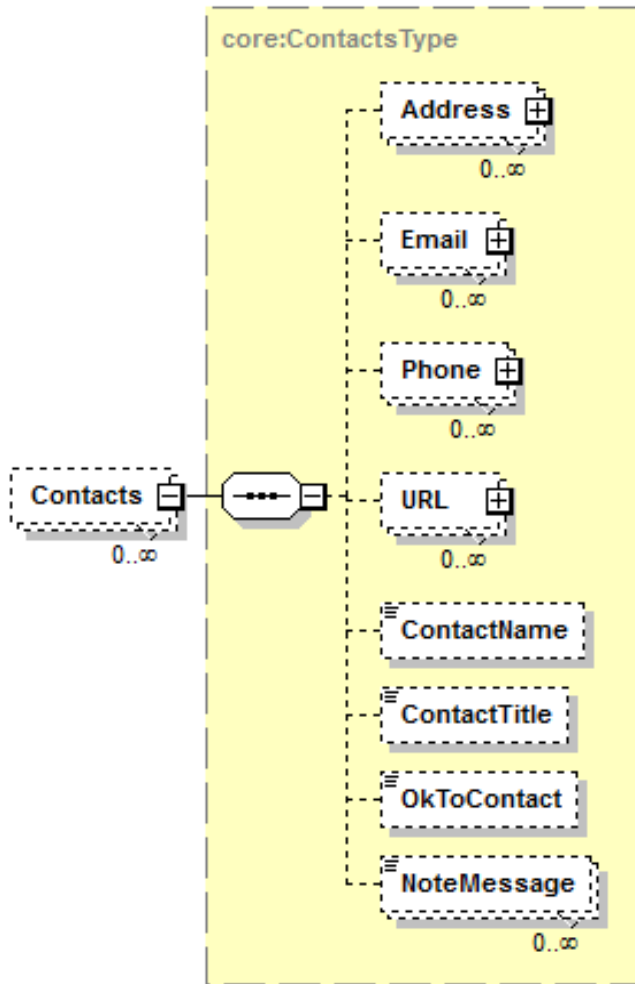 core:ContactsType
Address
0..∞
Email
0..∞
Phone
0..∞
Contacts
0..∞
URL
0..∞
ContactName
ContactTitle
OkToContact
NoteMessage
0..∞